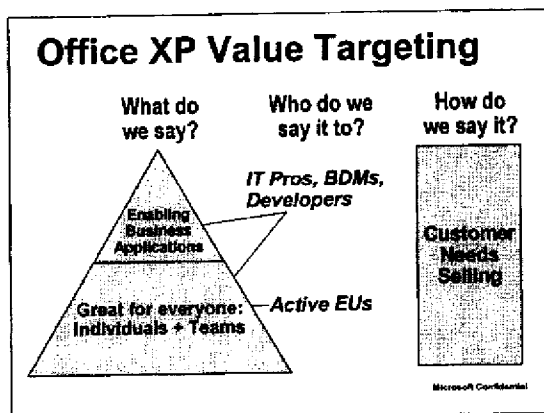 Office XP Value Targeting
What do
we say?
Who do we
say it to?
How do
we say it?
IT Pros, BDMs,
Developers
Enabling
Business
Applications
Customer
Needs
Selling
Great for everyone:
Individuals + Teams
Active EUs
Microsoft Confidential